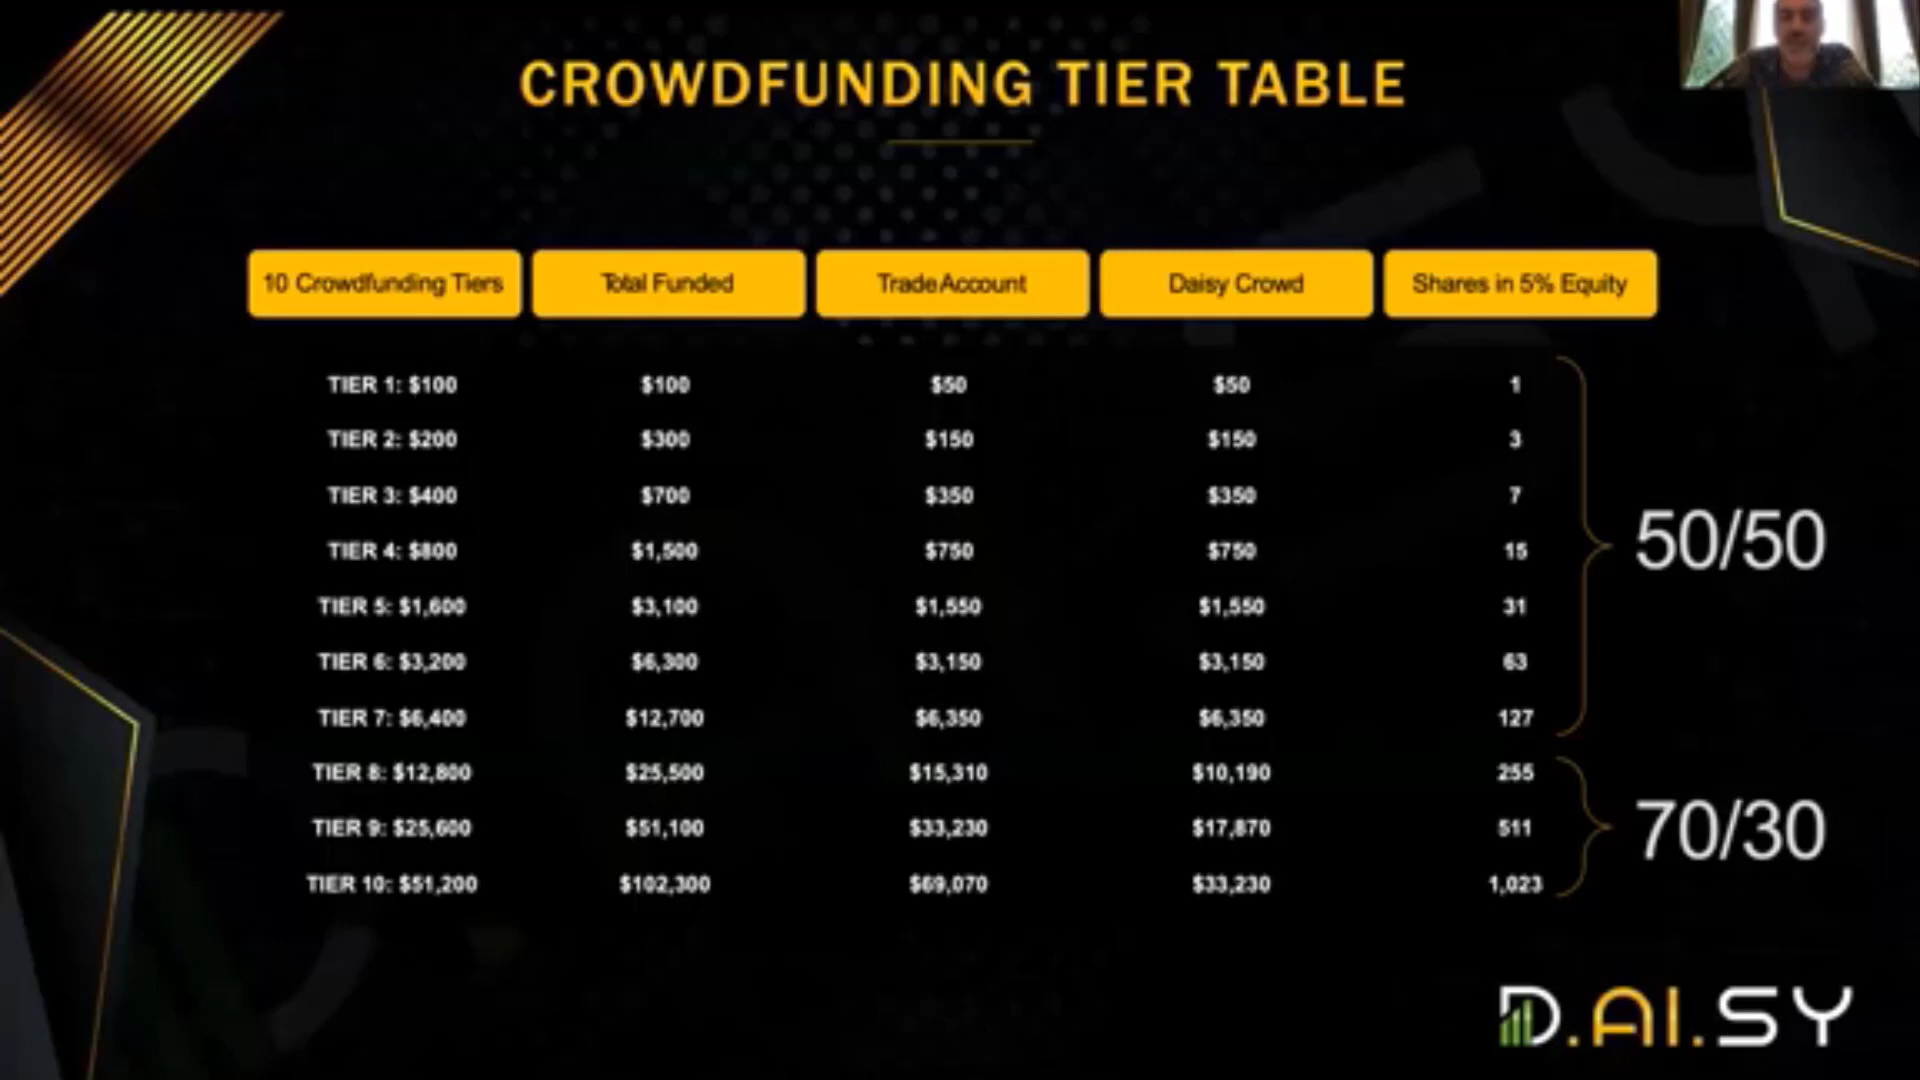 CROWDFUNDING TIER TABLE
10 Crowdfunding Tiers Total Funded Trade Account Daisy Crowd Shares in 5% Equity
TIER 1: $100 $100 $50 $50 1
TIER 2: $200 $300 $150 $150 3
TIER 3: $400 $700 $350 $350 7
TIER 4: $800 $1,500 $750 $750 15
50/50
TIER 5: $1,600 $3,100 $1,550 $1,550 31
TIER 6: $3,200 $6,300 $3,150 $3,150 63
TIER 7: $6,400 $12,700 $6,350 $6,350 127
TIER 8: $12,800 $25,500 $15,310 $10,190 255
TIER 9: $25,600 $51,100 $33,230 $17,870 511
70/30
TIER 10: $51,200 $102,300 $69,070 $33,230 1,023
D.AI.SY